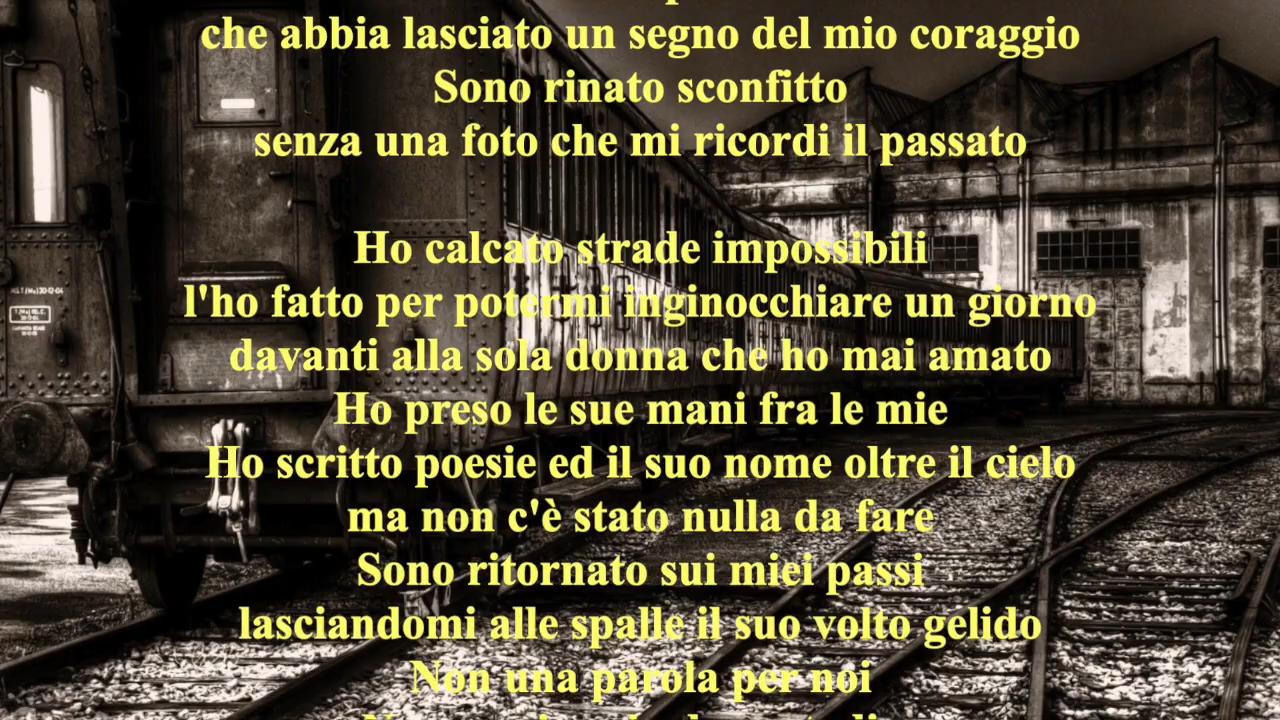 che abbia lasciato un segno del mio coraggio
Sono rinato sconfitto
senza una foto che mi ricordi il passato
Ho calcato strade impossibili
l'ho fatto per potermi inginocchiare un giorno
davanti alla sola donna che ho mai amato
Ho preso le sue mani fra le mie
Ho scritto poesie ed il suo nome oltre il cielo
ma non c'è stato nulla da fare
Sono ritornato sui miei passi
lasciandomi alle spalle il suo volto gelido
Non una parola per noi